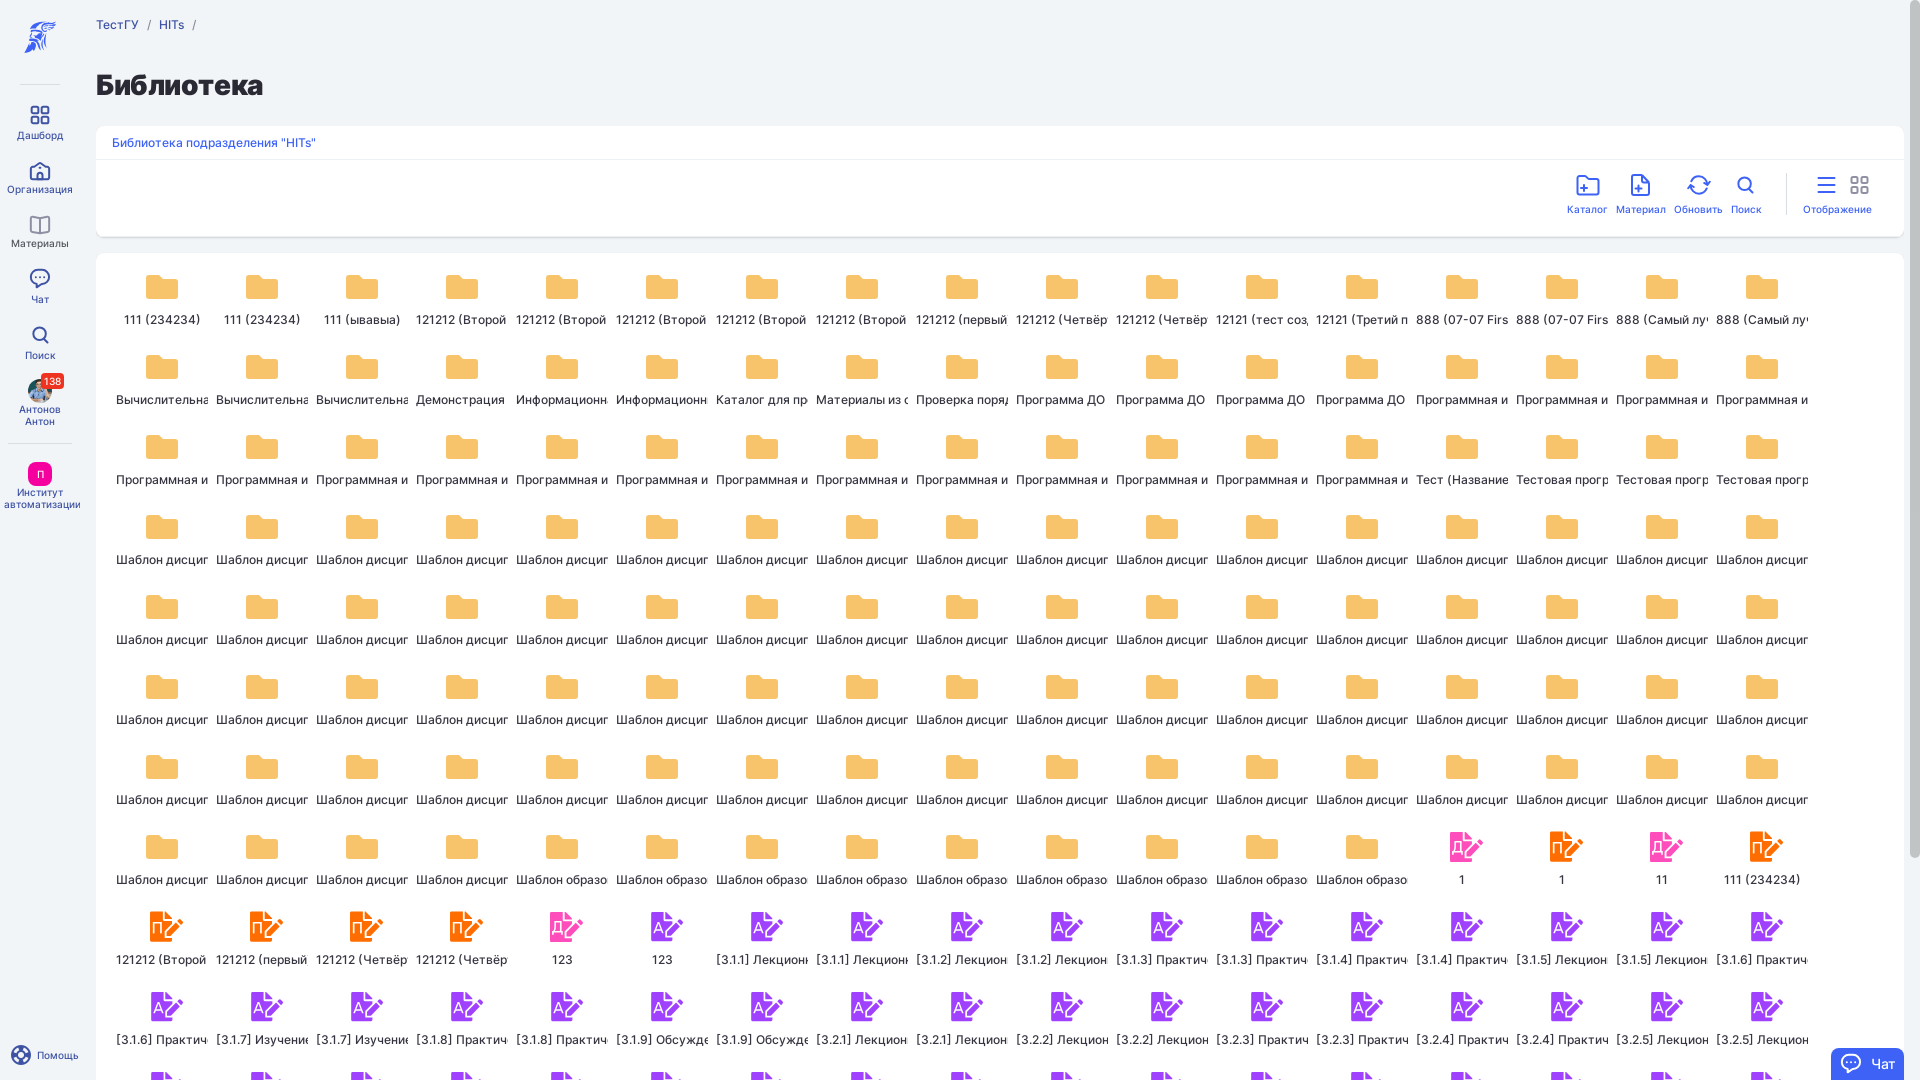 ТестГУ / HITs /
Библиотека
Библиотека подразделения "HITs"
Каталог Материал Обновить Поиск Отображение
Дашборд
Организация
Материалы
Чат
Поиск
138
Антонов
Антон
П
Институт
автоматизации
Помощь
111 (234234) 111 (234234) 111 (ывавыа) 121212 (Второй 121212 (Второй 121212 (Второй 121212 (Второй 121212 (Второй 121212 (первый 121212 (Четвёр 121212 (Четвёр 12121 (тест соз 12121 (Третий п 888 (07-07 Firs 888 (07-07 Firs 888 (Самый луч 888 (Самый луч
Вычислительна Вычислительна Вычислительна Демонстрация Информационн Информационн Каталог для пр Материалы из с Проверка поряд Программа ДО Программа ДО Программа ДО Программа ДО Программная и Программная и Программная и Программная и
Программная и Программная и Программная и Программная и Программная и Программная и Программная и Программная и Программная и Программная и Программная и Программная и Программная и Тест (Название Тестовая прогр Тестовая прогр Тестовая прогр
Шаблон дисцип Шаблон дисцип Шаблон дисцип Шаблон дисцип Шаблон дисцип Шаблон дисцип Шаблон дисцип Шаблон дисцип Шаблон дисцип Шаблон дисцип Шаблон дисцип Шаблон дисцип Шаблон дисцип Шаблон дисцип Шаблон дисцип Шаблон дисцип Шаблон дисцип
Шаблон дисцип Шаблон дисцип Шаблон дисцип Шаблон дисцип Шаблон дисцип Шаблон дисцип Шаблон дисцип Шаблон дисцип Шаблон дисцип Шаблон дисцип Шаблон дисцип Шаблон дисцип Шаблон дисцип Шаблон дисцип Шаблон дисцип Шаблон дисцип Шаблон дисцип
Шаблон дисцип Шаблон дисцип Шаблон дисцип Шаблон дисцип Шаблон дисцип Шаблон дисцип Шаблон дисцип Шаблон дисцип Шаблон дисцип Шаблон дисцип Шаблон дисцип Шаблон дисцип Шаблон дисцип Шаблон дисцип Шаблон дисцип Шаблон дисцип Шаблон дисцип
Шаблон дисцип Шаблон дисцип Шаблон дисцип Шаблон дисцип Шаблон дисцип Шаблон дисцип Шаблон дисцип Шаблон дисцип Шаблон дисцип Шаблон дисцип Шаблон дисцип Шаблон дисцип Шаблон дисцип Шаблон дисцип Шаблон дисцип Шаблон дисцип Шаблон дисцип
Д П Д П
Шаблон дисцип Шаблон дисцип Шаблон дисцип Шаблон дисцип Шаблон образо Шаблон образо Шаблон образо Шаблон образо Шаблон образо Шаблон образо Шаблон образо Шаблон образо Шаблон образо 1 1 11 111 (234234)
П П П П Д А А А А А А А А А А А А
121212 (Второй 121212 (первый 121212 (Четвёр 121212 (Четвёр 123 123 [3.1.1] Лекционн [3.1.1] Лекционн [3.1.2] Лекцион [3.1.2] Лекцион [3.1.3] Практич [3.1.3] Практич [3.1.4] Практич [3.1.4] Практич [3.1.5] Лекцион [3.1.5] Лекцион [3.1.6] Практич
А А А А А А А А А А А А А А А А А
[3.1.6] Практич [3.1.7] Изучение [3.1.7] Изучение [3.1.8] Практич [3.1.8] Практич [3.1.9] Обсужде [3.1.9] Обсужде [3.2.1] Лекцион [3.2.1] Лекцион [3.2.2] Лекцион [3.2.2] Лекцион [3.2.3] Практич [3.2.3] Практич [3.2.4] Практич [3.2.4] Практич [3.2.5] Лекцион [3.2.5] Лекцион
Чат